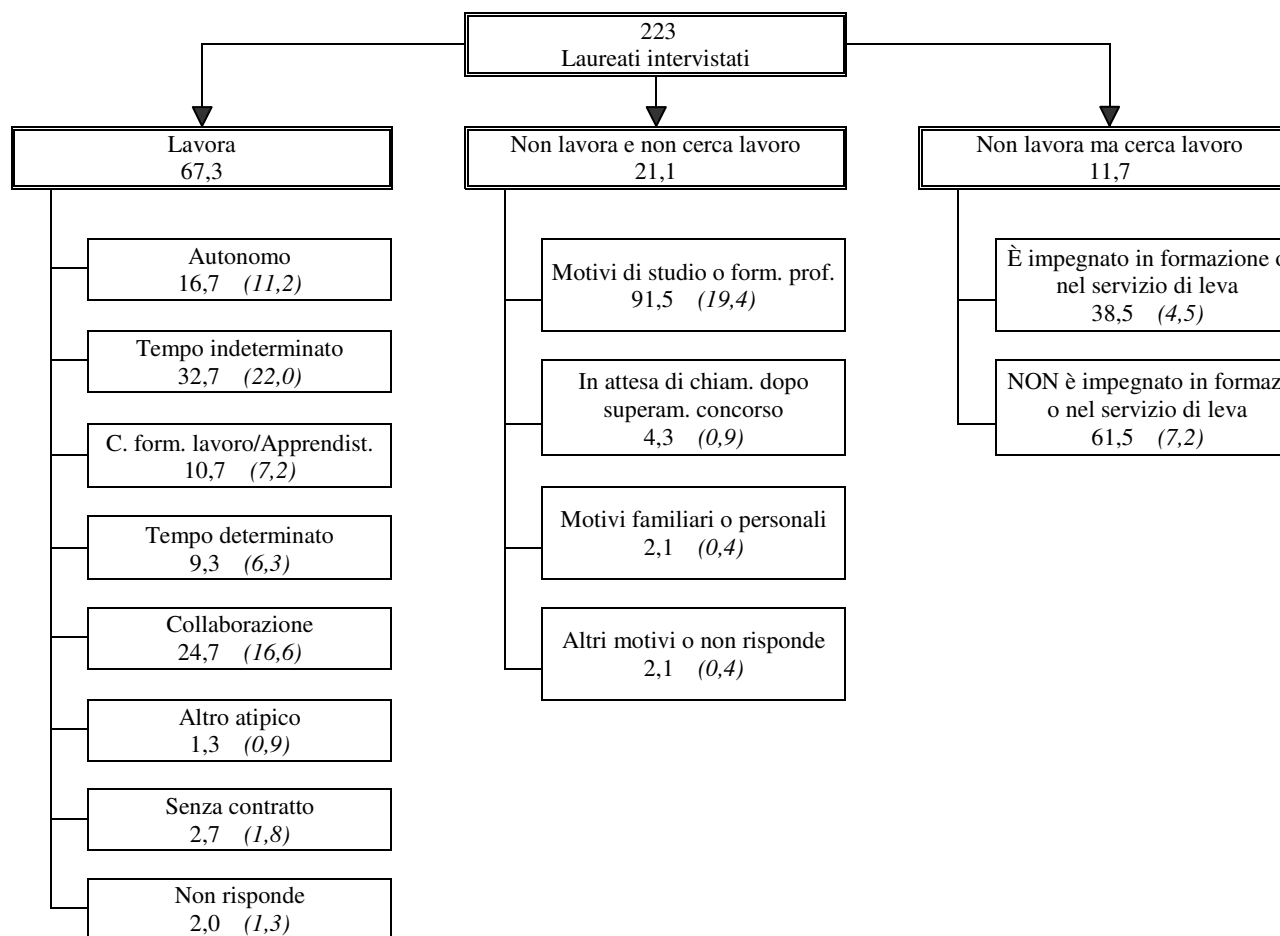 223
Laureati intervistati
Lavora
67,3
Autonomo
16,7 (11,2)
Tempo indeterminato
32,7 (22,0)
C. form. lavoro/Apprendist.
10,7 (7,2)
Tempo determinato
9,3 (6,3)
Collaborazione
24,7 (16,6)
Altro atipico
1,3 (0,9)
Senza contratto
2,7 (1,8)
Non risponde
2,0 (1,3)
Non lavora e non cerca lavoro
21,1
Motivi di studio o form. prof.
91,5 (19,4)
In attesa di chiam. dopo
superam. concorso
4,3 (0,9)
Motivi familiari o personali
2,1 (0,4)
Altri motivi o non risponde
2,1 (0,4)
Non lavora ma cerca lavoro
11,7
È impegnato in formazione o
nel servizio di leva
38,5 (4,5)
NON è impegnato in formaz
o nel servizio di leva
61,5 (7,2)